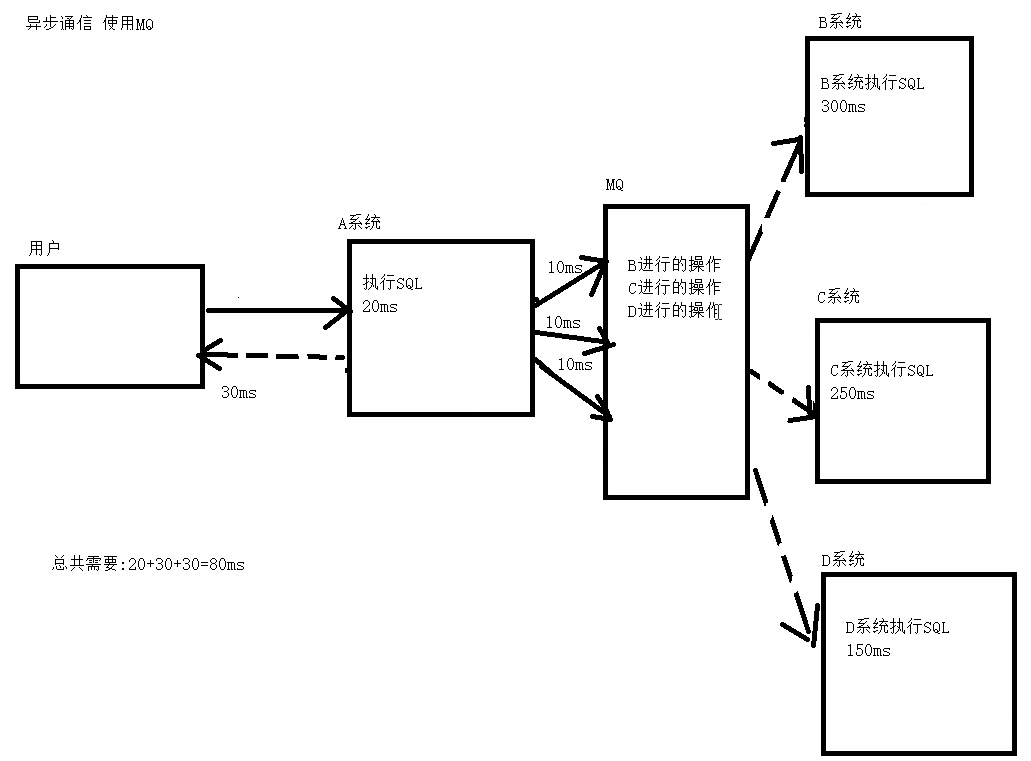 异步通信 使用MQ
用户
30ms
A系统
执行SQL
20ms
10ms
10ms
10ms
MQ
B进行的操作
C进行的操作
D进行的操作
B系统
B系统执行SQL
300ms
C系统
C系统执行SQL
250ms
D系统
D系统执行SQL
150ms
总共需要:20+30+30=80ms